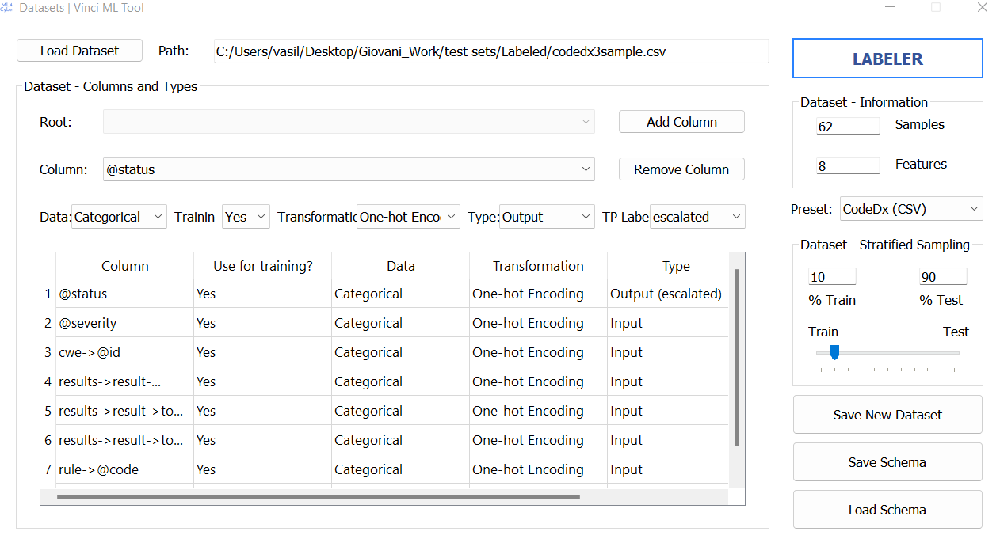 ML4
Cyber
Datasets | Vinci ML Tool
Load Dataset
Path:
C:/Users/vasil/Desktop/Giovani_Work/test sets/Labeled/codedx3sample.csv
LABELER
Dataset - Columns and Types
Root:
Add Column
Column:
@status
Remove Column
Data:
Categorical
Trainin
Yes
Transformatic
One-hot Enco
Type:
Output
TP Labe
escalated
Column Use for training? Data Transformation Type
1 @status Yes Categorical One-hot Encoding Output (escalated)
2 @severity Yes Categorical One-hot Encoding Input
3 cwe->@id Yes Categorical One-hot Encoding Input
4 results->result-... Yes Categorical One-hot Encoding Input
5 results->result->to... Yes Categorical One-hot Encoding Input
6 results->result->to... Yes Categorical One-hot Encoding Input
7 rule->@code Yes Categorical One-hot Encoding Input
Dataset - Information
62 Samples
8 Features
Preset: CodeDx (CSV)
Dataset - Stratified Sampling
10 90
% Train % Test
Train Test
Save New Dataset
Save Schema
Load Schema